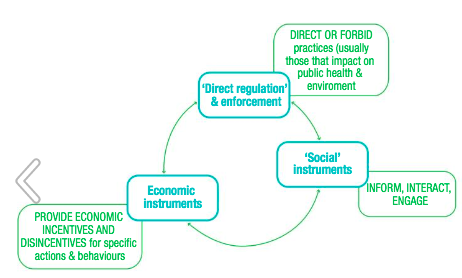 DIRECT OR FORBID
practices (usually
those that impact on
public health &
enviroment
‘Direct regulation’
& enforcement
‘Social’
instruments
INFORM, INTERACT,
ENGAGE
Economic
instruments
PROVIDE ECONOMIC
INCENTIVES AND
DISINCENTIVES for specific
actions & behaviours